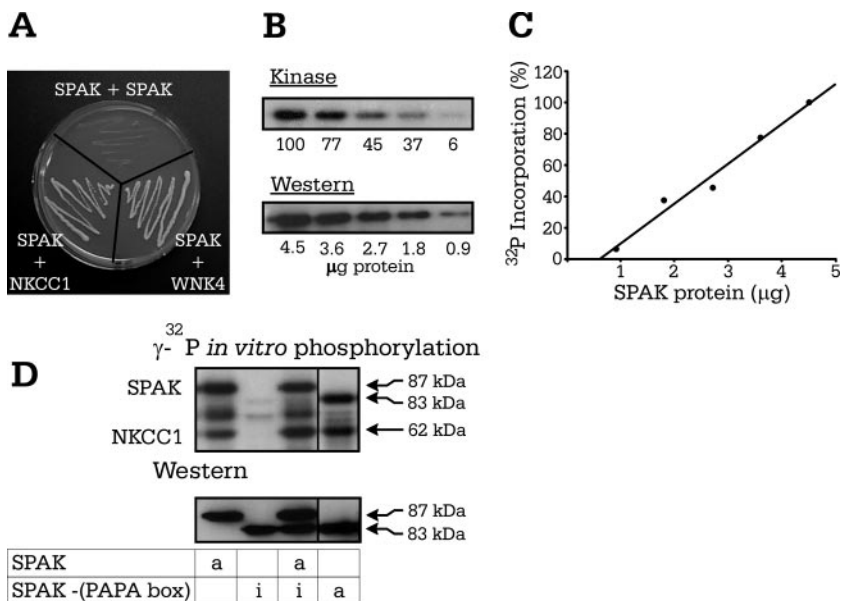 A
SPAK + SPAK
SPAK
+
NKCC1
SPAK
+
WNK4
B
Kinase
100 77 45 37 6
Western
4.5 3.6 2.7 1.8 0.9
μg protein
C
³²P Incorporation (%)
120
100
80
60
40
20
0
1 2 3 4 5
SPAK protein (μg)
D
γ-³² P in vitro phosphorylation
SPAK
87 kDa
83 kDa
NKCC1
62 kDa
Western
87 kDa
83 kDa
SPAK a a
SPAK -(PAPA box) i i a